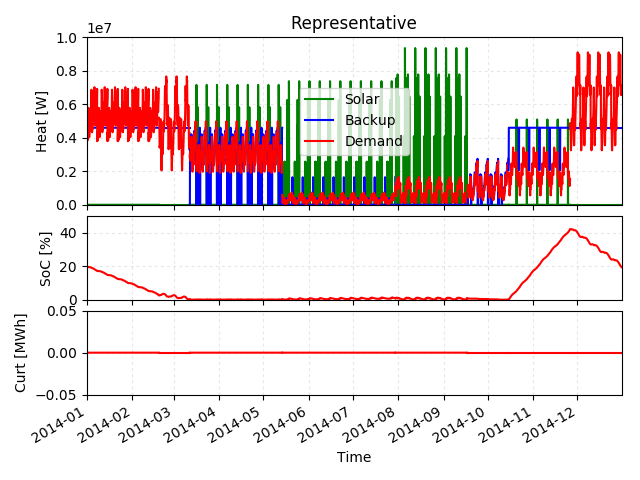 Representative
1e7
1.0
0.8
0.6
0.4
0.2
0.0
Heat [W]
Solar
Backup
Demand
40
20
0
SoC [%]
0.05
0.00
−0.05
Curt [MWh]
2014-01
2014-02
2014-03
2014-04
2014-05
2014-06
2014-07
2014-08
2014-09
2014-10
2014-11
2014-12
Time